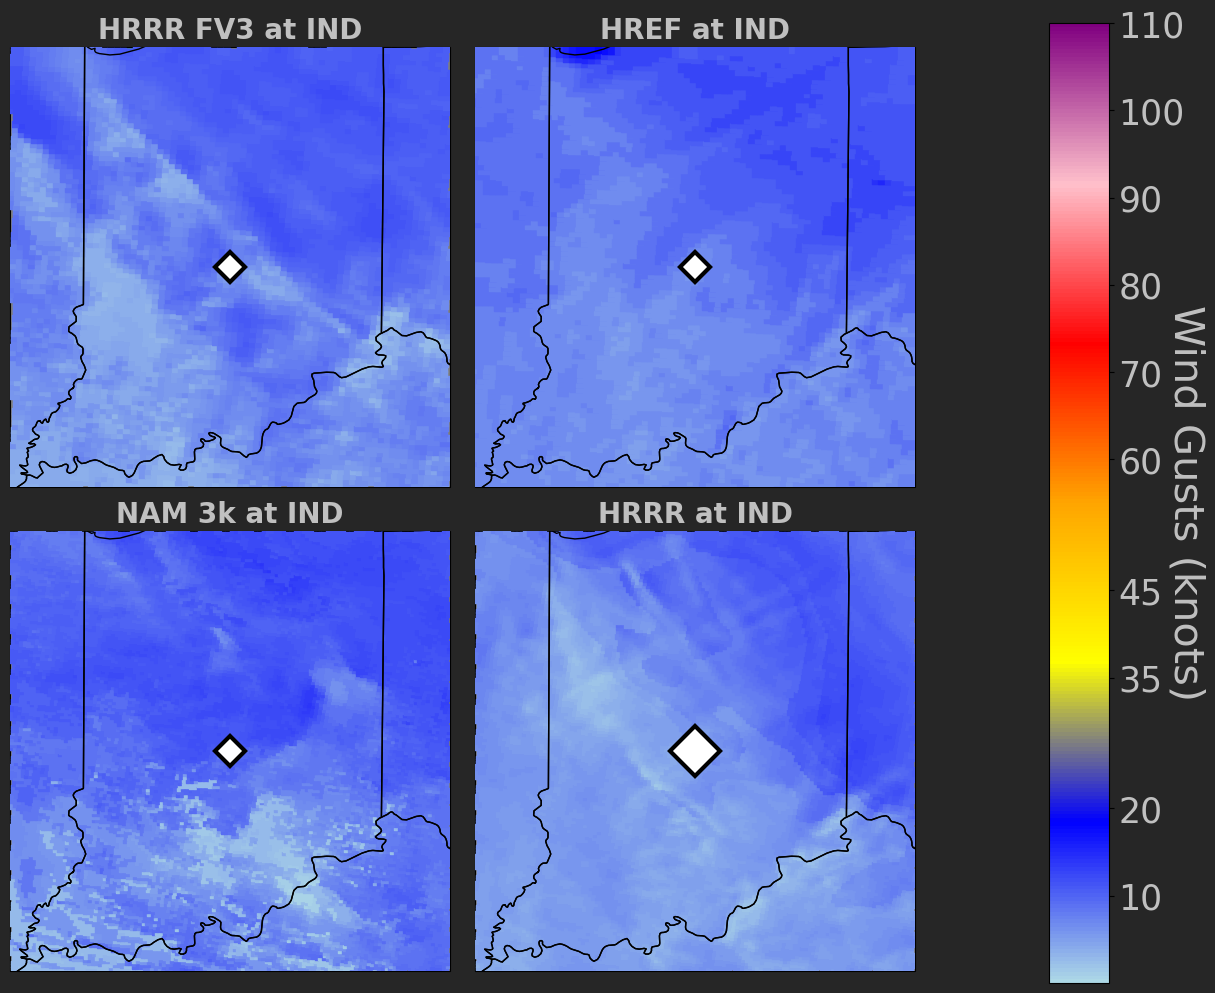 HRRR FV3 at IND
HREF at IND
NAM 3k at IND
HRRR at IND
110
100
90
80
70
60
45
35
20
10
Wind Gusts (knots)